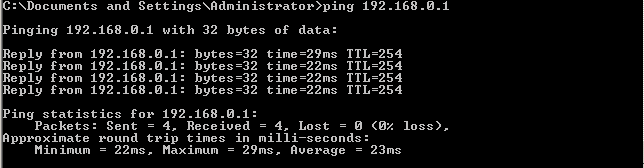 C:\Documents and Settings\Administrator>ping 192.168.0.1
Pinging 192.168.0.1 with 32 bytes of data:
Reply from 192.168.0.1: bytes=32 time=29ms TTL=254
Reply from 192.168.0.1: bytes=32 time=22ms TTL=254
Reply from 192.168.0.1: bytes=32 time=22ms TTL=254
Reply from 192.168.0.1: bytes=32 time=22ms TTL=254
Ping statistics for 192.168.0.1:
    Packets: Sent = 4, Received = 4, Lost = 0 (0% loss),
Approximate round trip times in milli-seconds:
    Minimum = 22ms, Maximum = 29ms, Average = 23ms